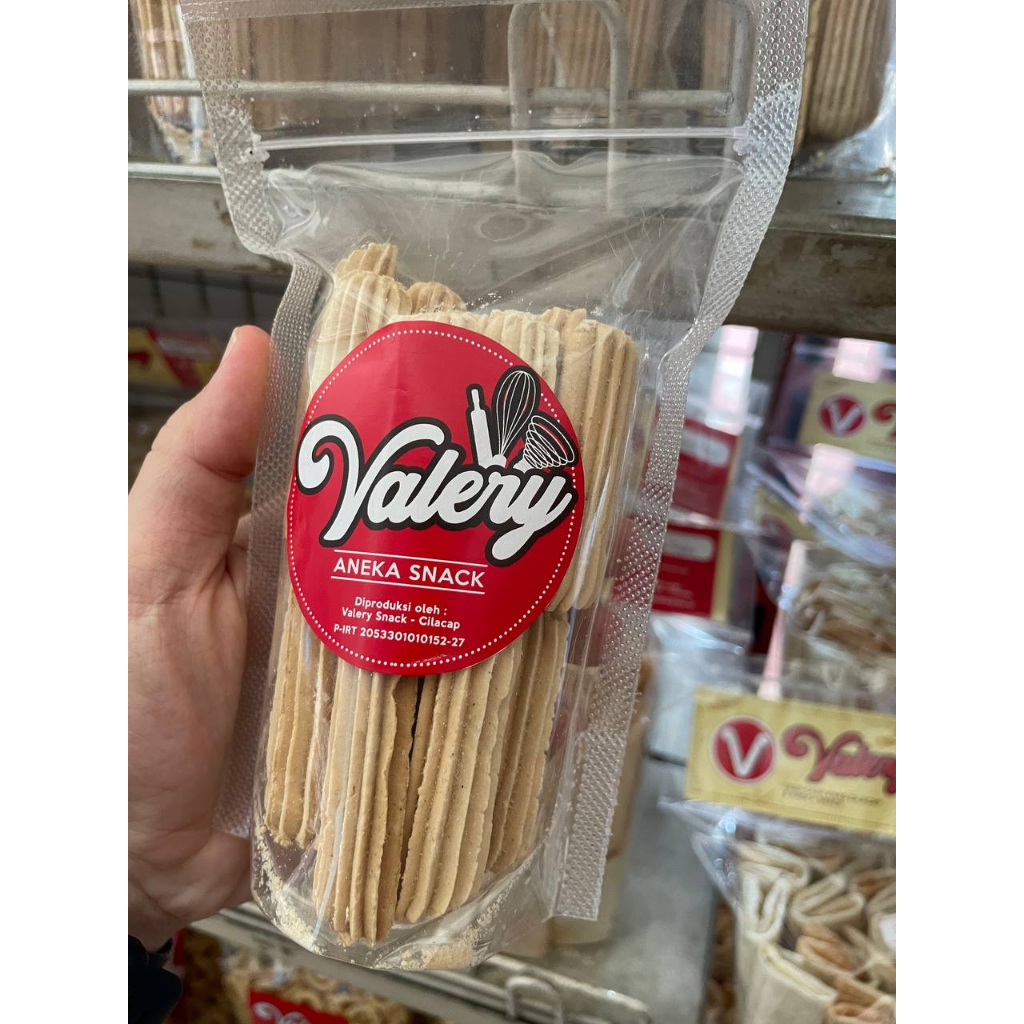 Valery
ANEKA SNACK
Diproduksi oleh :
Valery Snack - Cilacap
P-IRT 2053301010152-27
V
V
Valery